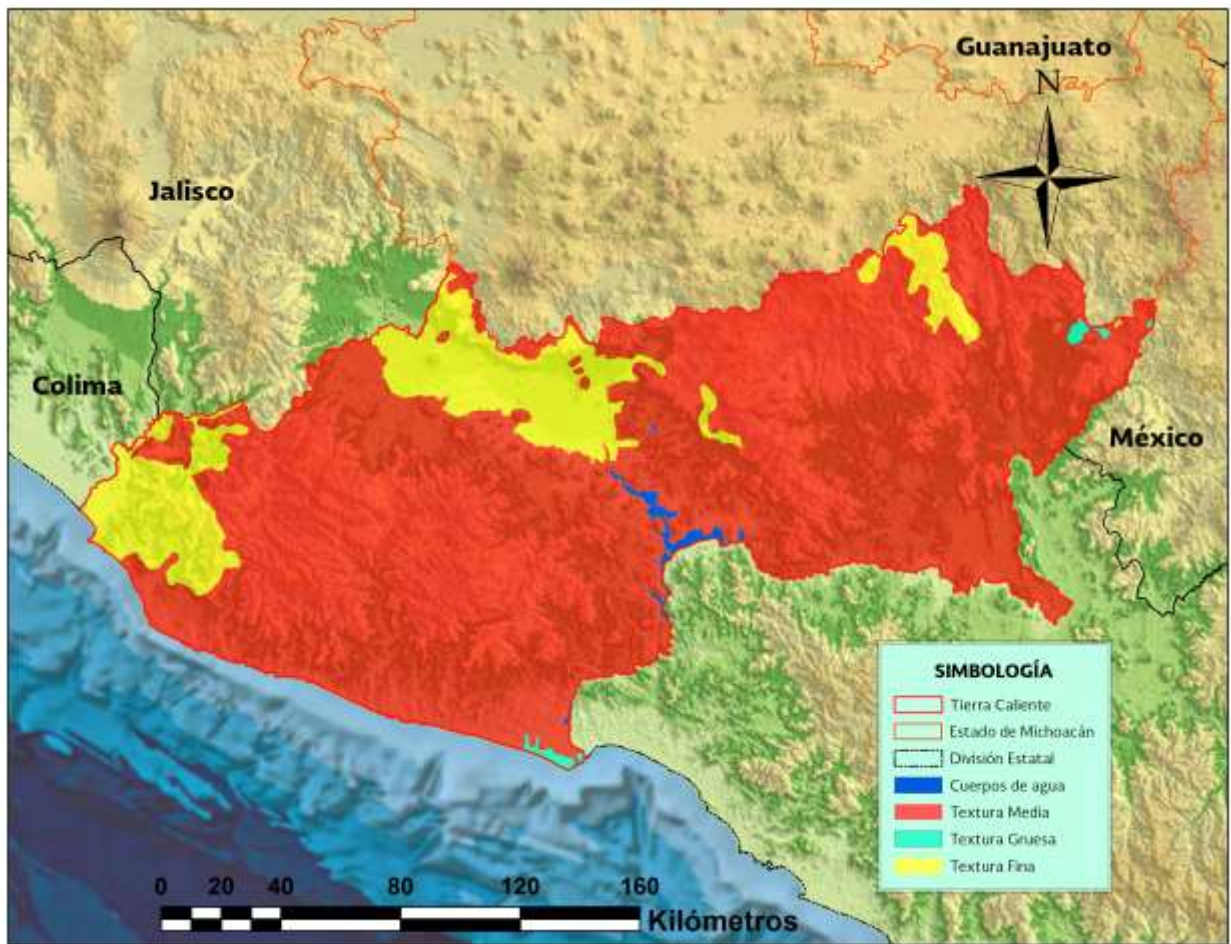 Guanajuato
N
Jalisco
Colima
México
SIMBOLOGÍA
Tierra Caliente
Estado de Michoacán
División Estatal
Cuerpos de agua
Textura Media
Textura Gruesa
Textura Fina
0 20 40 80 120 160
Kilómetros